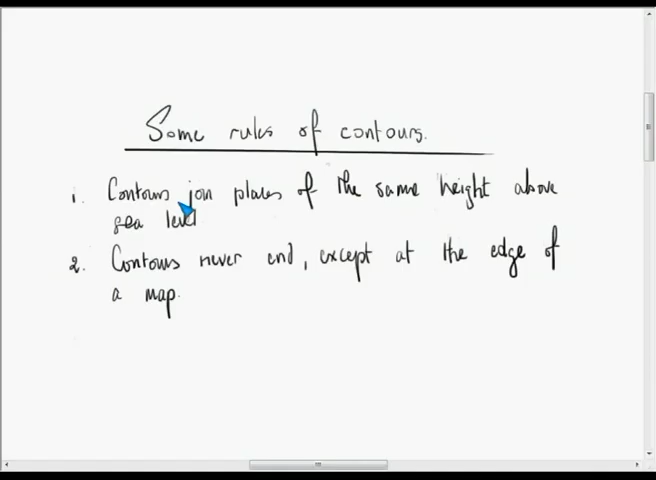 Some rules of contours.
1. Contours join places of the same height above
sea level
2. Contours never end, except at the edge of
a map.